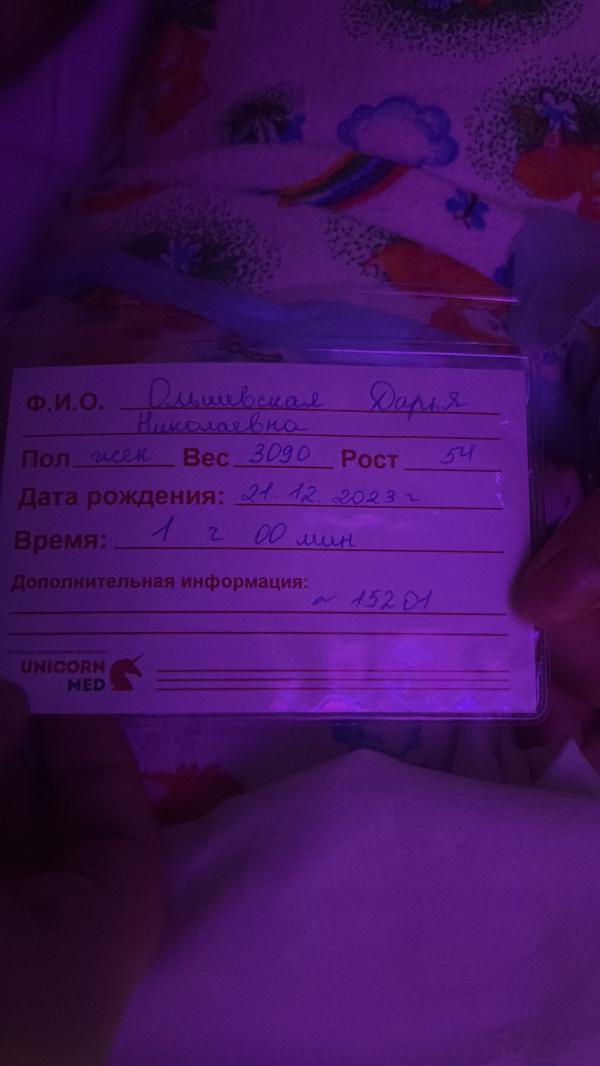 Ф.И.О. Ольшевская Дарья
Николаевна
Пол жен Вес 3090 Рост 54
Дата рождения: 21.12.2023 г
Время: 1 г 00 мин
Дополнительная информация:
~ 15201
UNICORN
MED